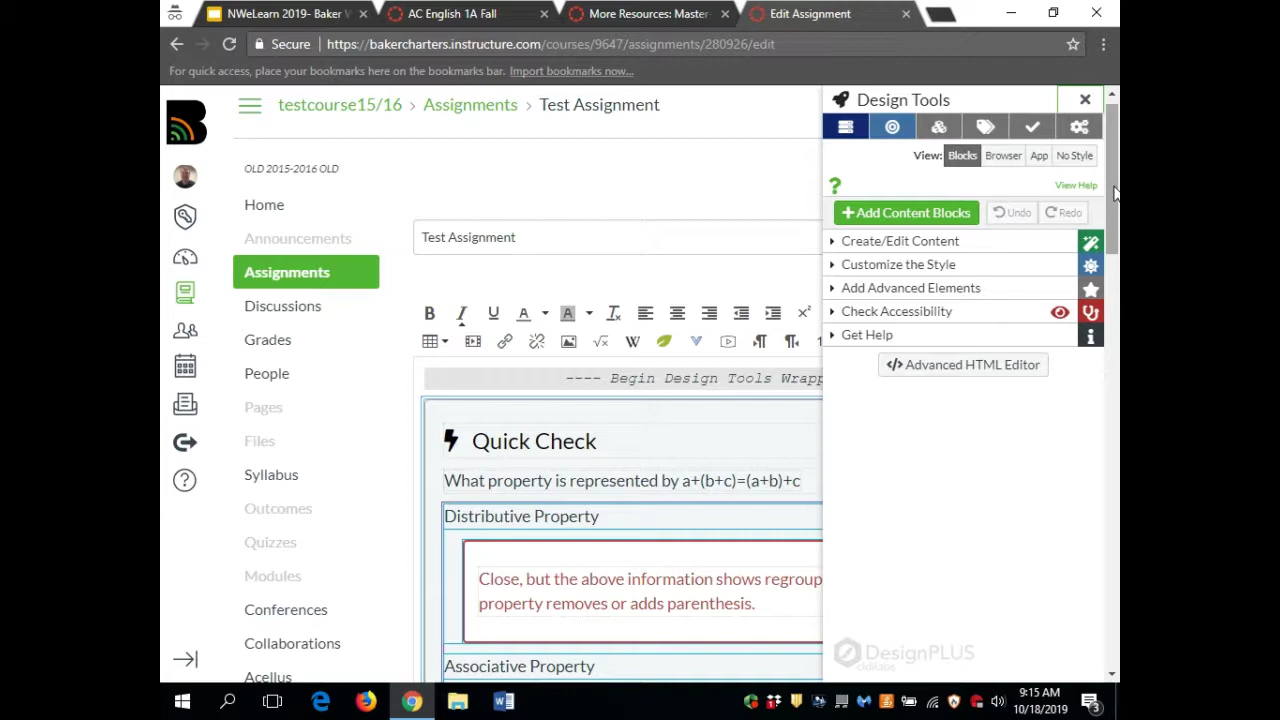 NWeLearn 2019- Baker
AC English 1A Fall
More Resources: Master-
Edit Assignment
Secure
https://bakercharters.instructure.com/courses/9647/assignments/280926/edit
For quick access, place your bookmarks here on the bookmarks bar. Import bookmarks now...
testcourse15/16 > Assignments > Test Assignment
OLD 2015-2016 OLD
Home
Announcements
Assignments
Discussions
Grades
People
Pages
Files
Syllabus
Outcomes
Quizzes
Modules
Conferences
Collaborations
Acellus
Test Assignment
---- Begin Design Tools Wrapp
Quick Check
What property is represented by a+(b+c)=(a+b)+c
Distributive Property
Close, but the above information shows regroup
property removes or adds parenthesis.
Associative Property
Design Tools
View: Blocks Browser App No Style
View Help
Add Content Blocks Undo Redo
Create/Edit Content
Customize the Style
Add Advanced Elements
Check Accessibility
Get Help
</> Advanced HTML Editor
DesignPLUS
cidilabs
9:15 AM
10/18/2019
3